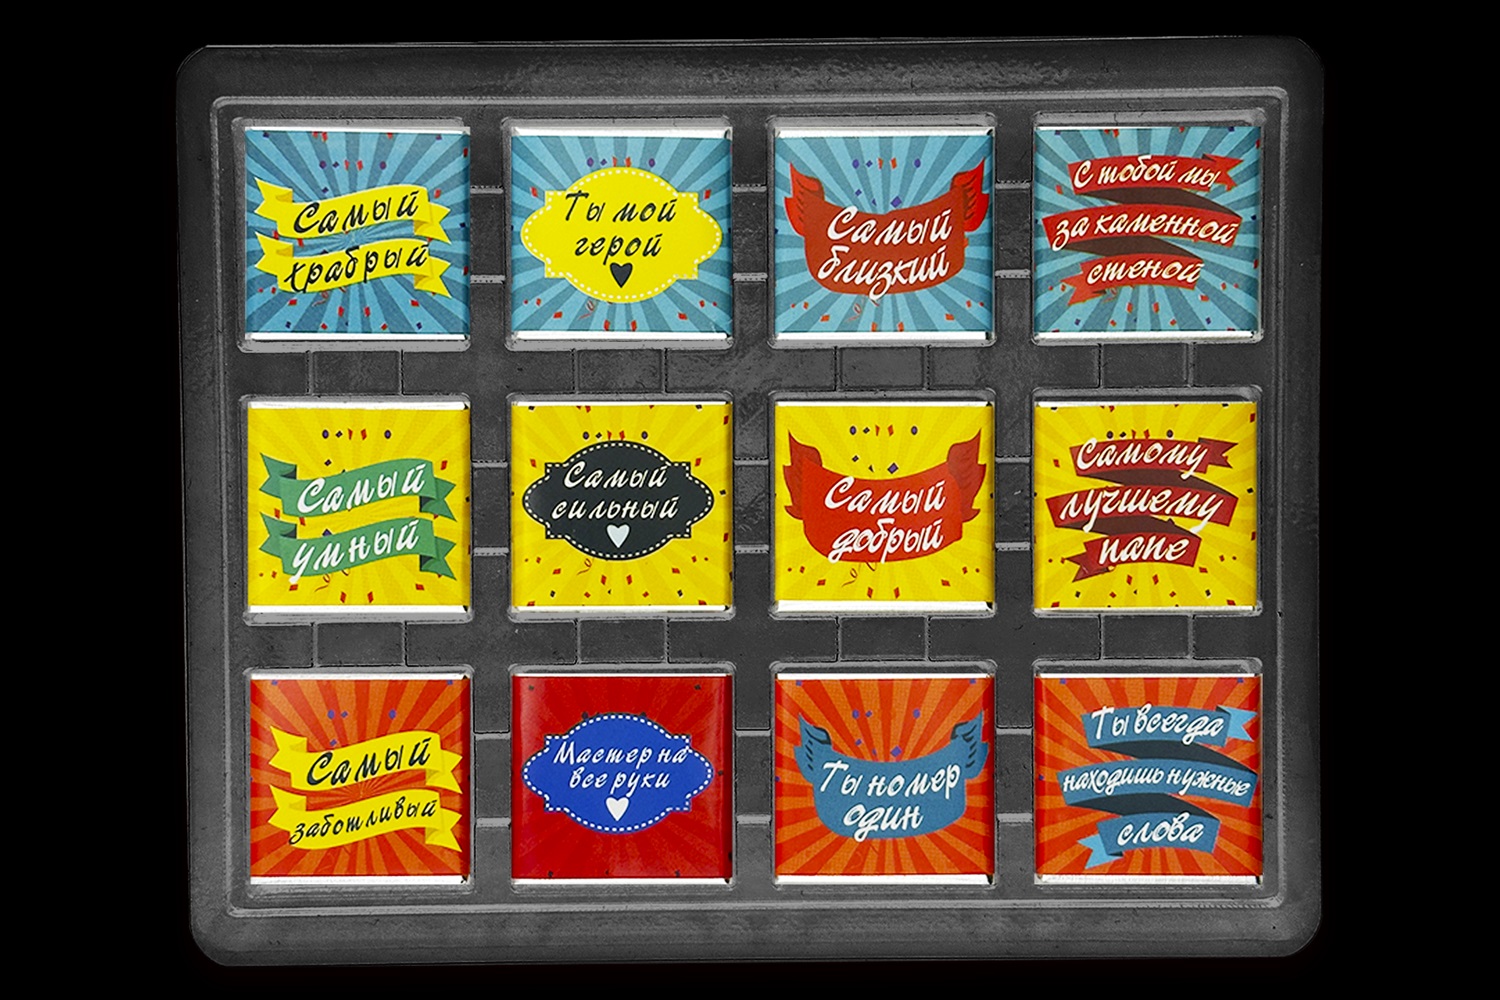 Самый
храбрый
Ты мой
герой
Самый
близкий
С тобой мы
за каменной
стеной
Самый
умный
Самый
сильный
Самый
добрый
Самому
лучшему
папе
Самый
заботливый
Мастер на
все руки
Ты номер
один
Ты всегда
находишь нужные
слова